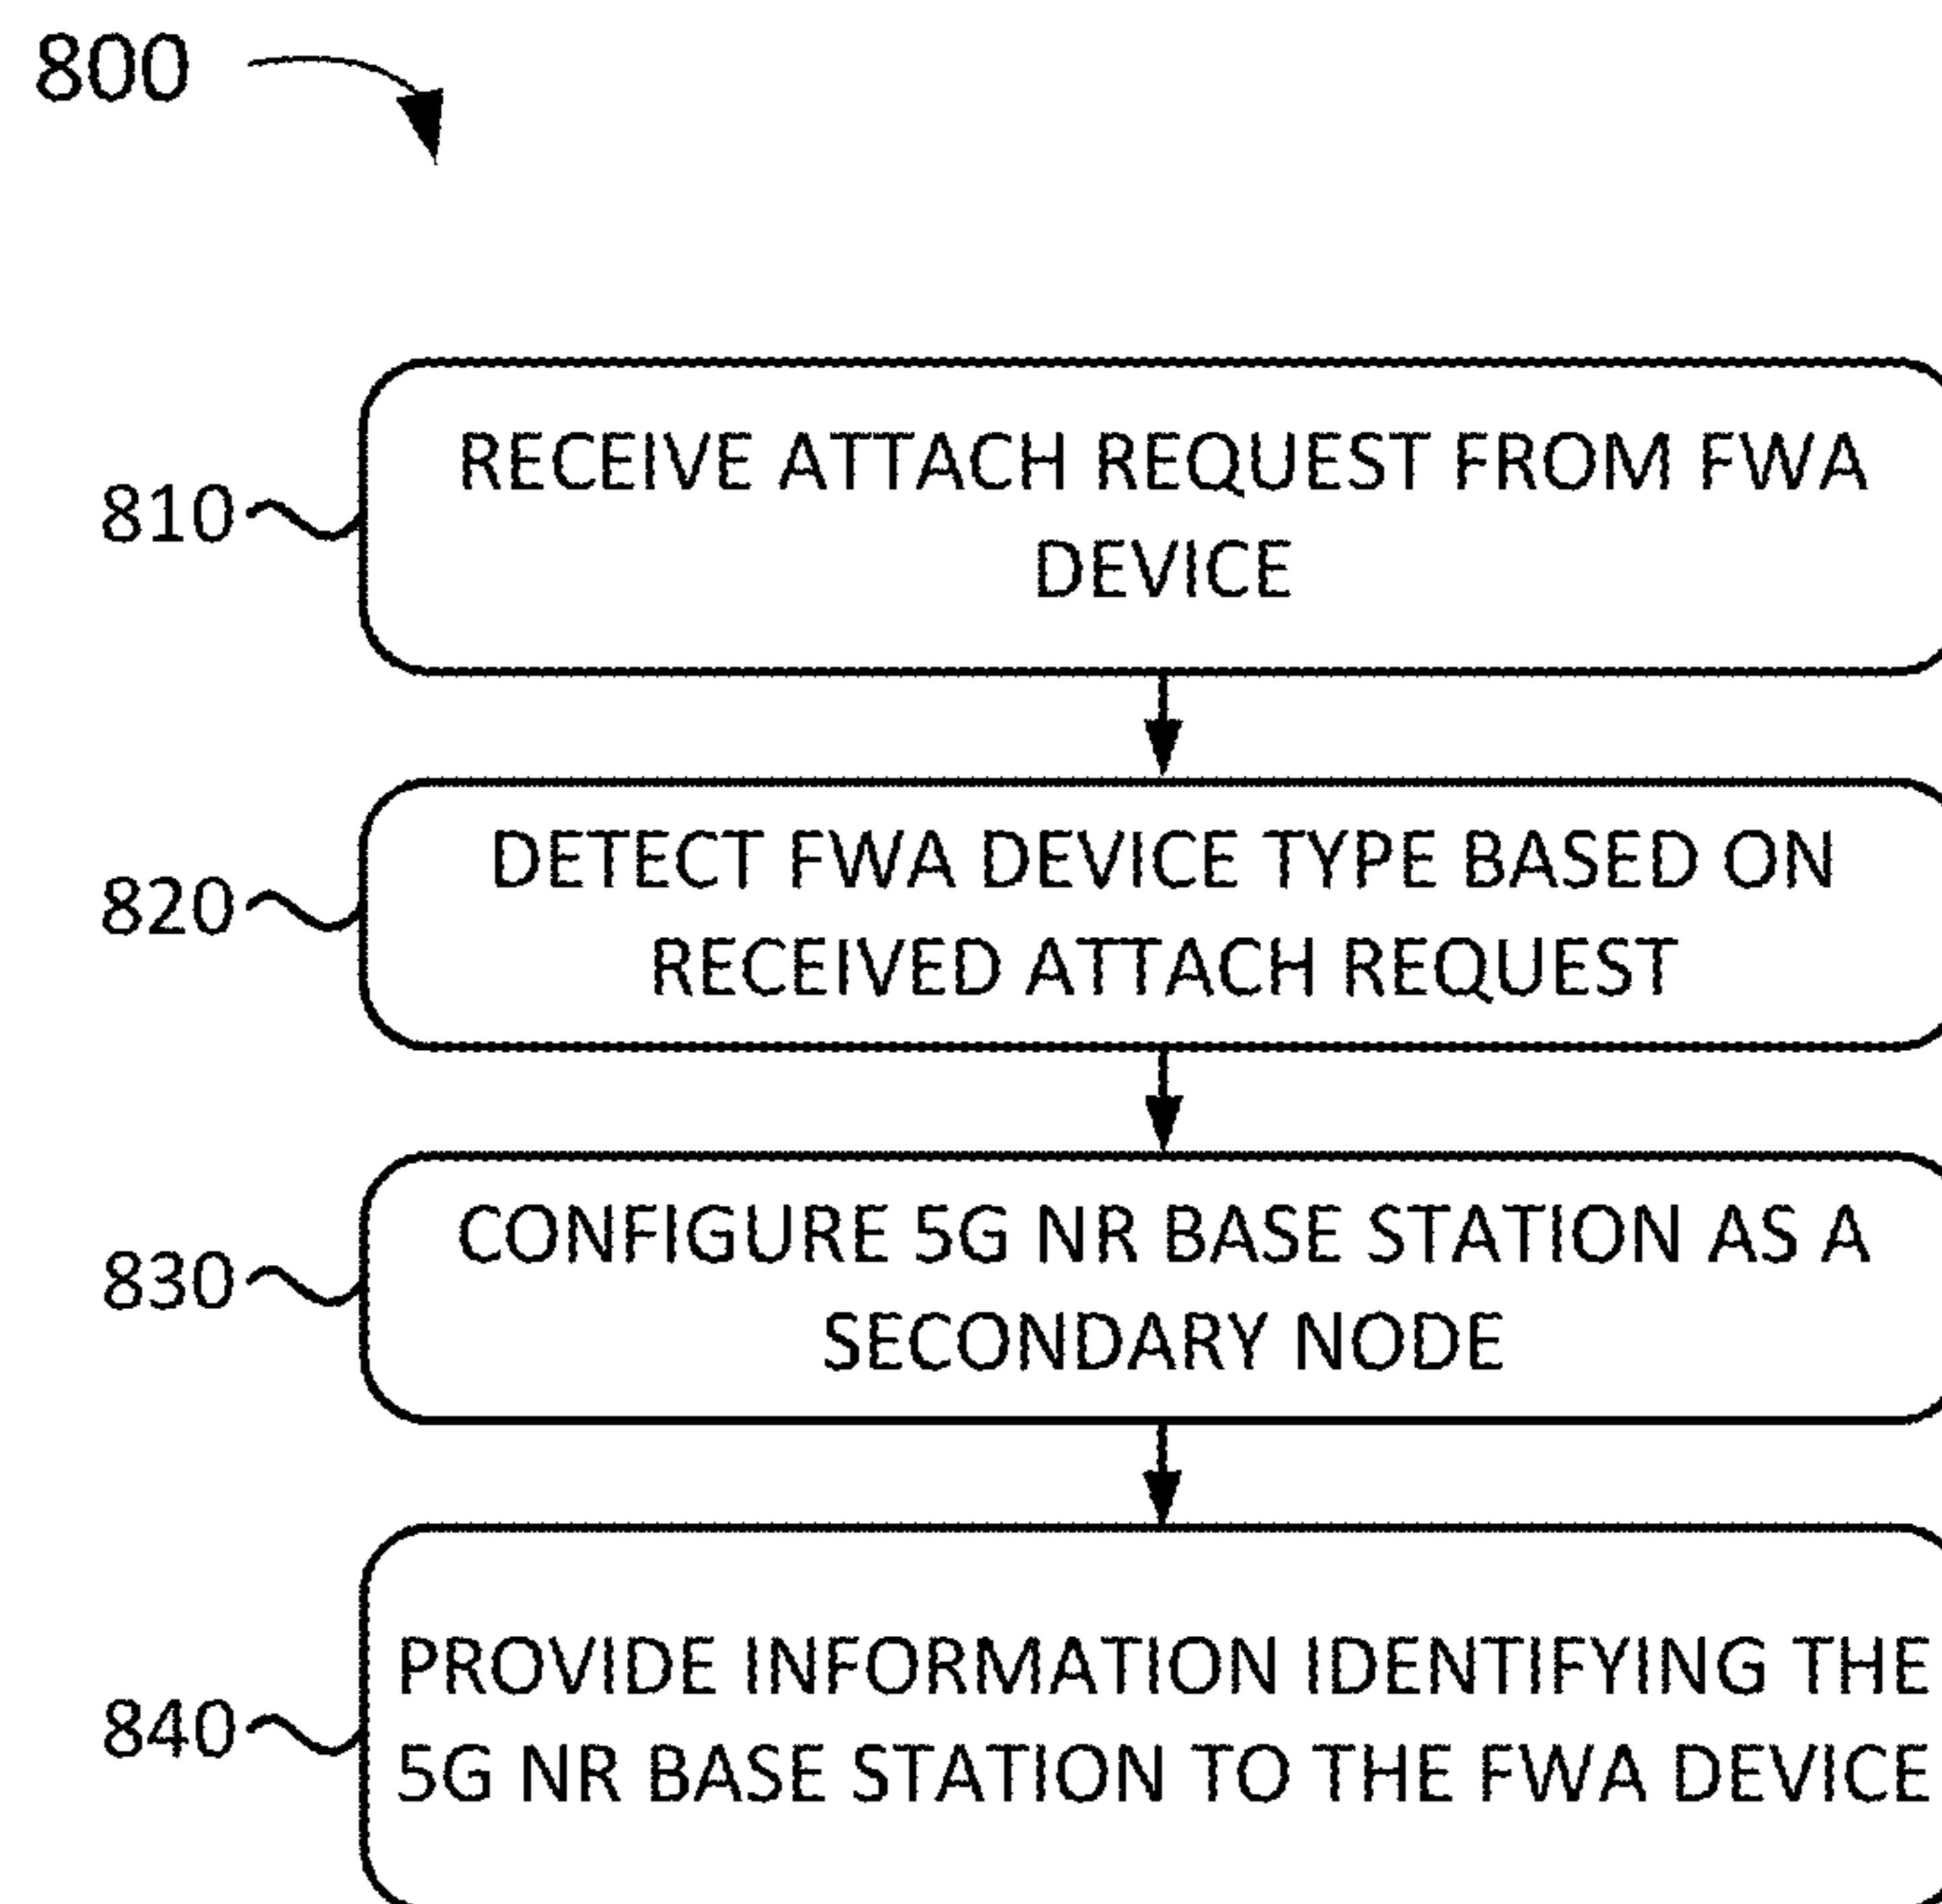 800
810
RECEIVE ATTACH REQUEST FROM FWA
DEVICE
820
DETECT FWA DEVICE TYPE BASED ON
RECEIVED ATTACH REQUEST
830
CONFIGURE 5G NR BASE STATION AS A
SECONDARY NODE
840
PROVIDE INFORMATION IDENTIFYING THE
5G NR BASE STATION TO THE FWA DEVICE